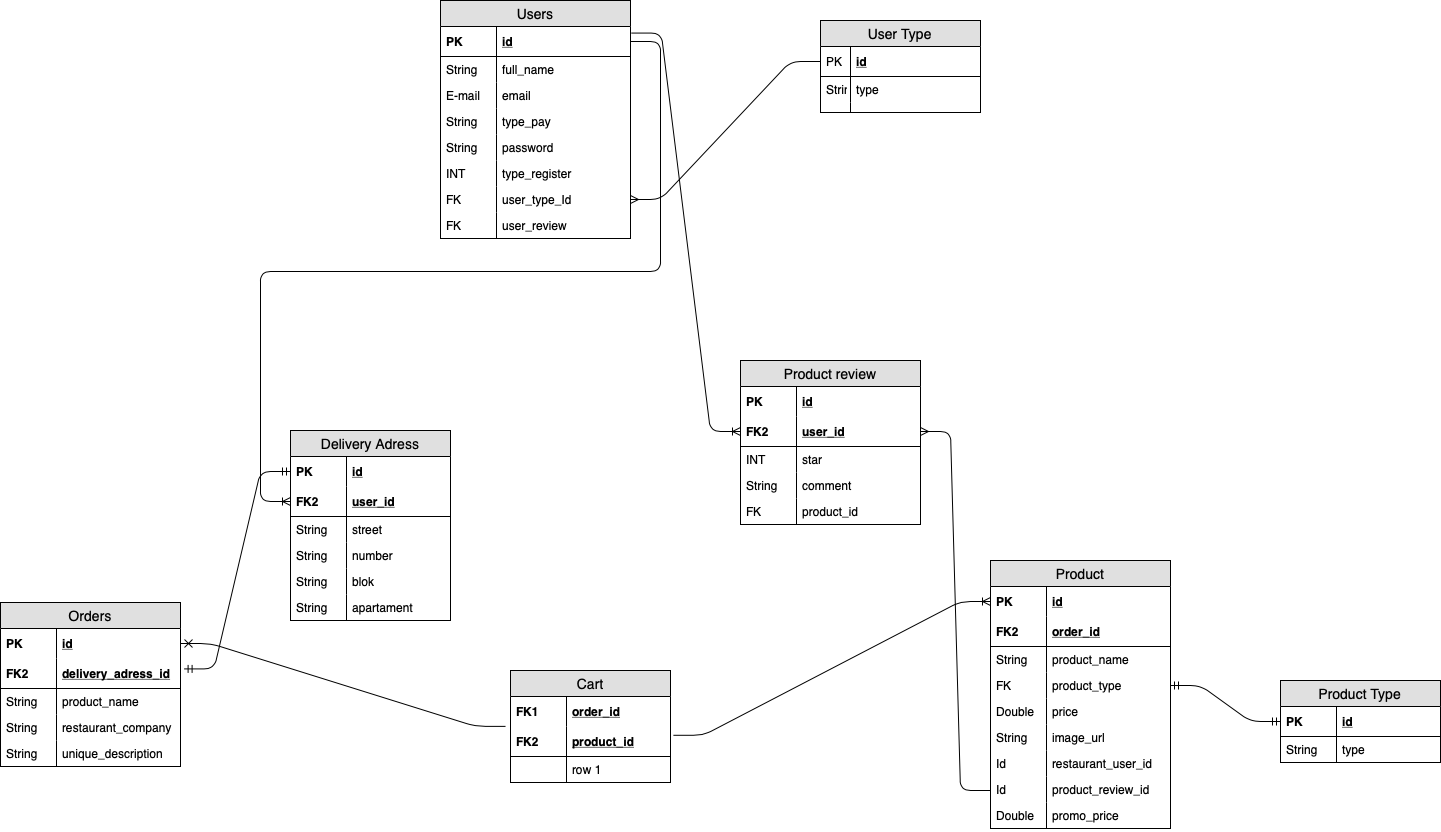 Users
PK id
String full_name
E-mail email
String type_pay
String password
INT type_register
FK user_type_Id
FK user_review
User Type
PK id
Strir type
Product review
PK id
FK2 user_id
INT star
String comment
FK product_id
Delivery Adress
PK id
FK2 user_id
String street
String number
String blok
String apartament
Orders
PK id
FK2 delivery_adress_id
String product_name
String restaurant_company
String unique_description
Cart
FK1 order_id
FK2 product_id
row 1
Product
PK id
FK2 order_id
String product_name
FK product_type
Double price
String image_url
Id restaurant_user_id
Id product_review_id
Double promo_price
Product Type
PK id
String type